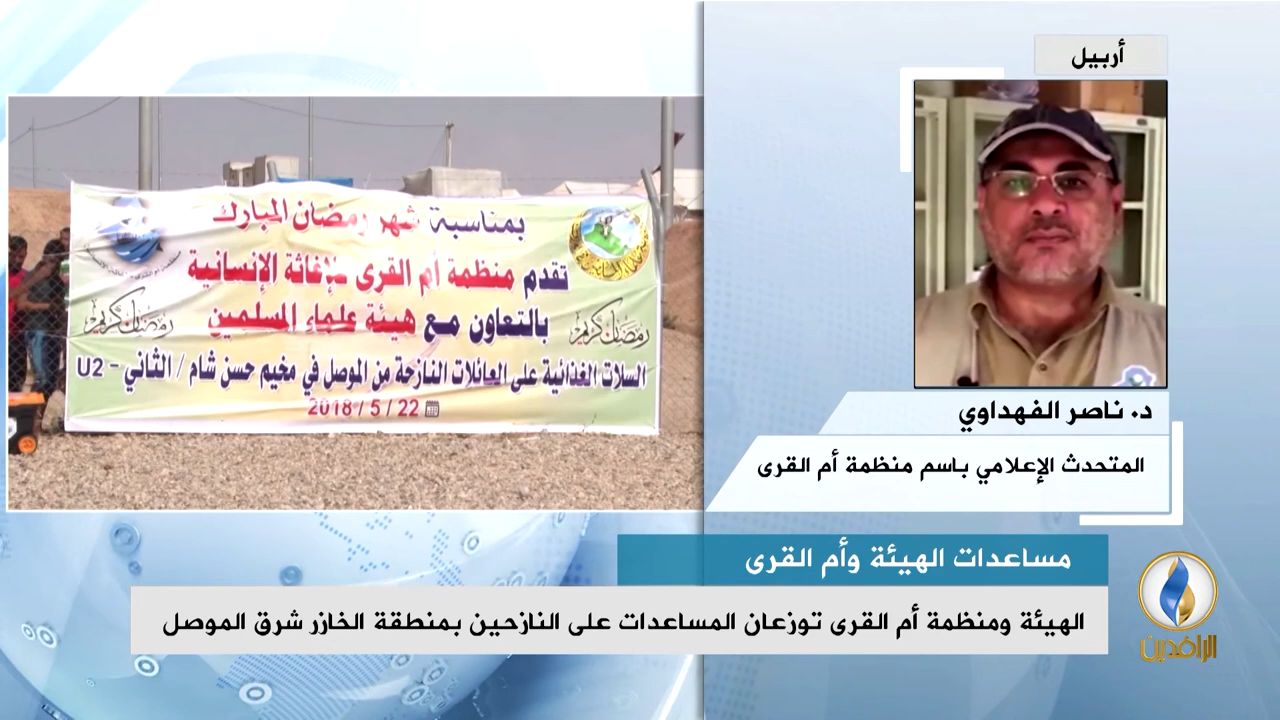 أربيل
بمناسبة شهر رمضان المبارك
تقدم منظمة أم القرى للإغاثة الإنسانية
بالتعاون مع هيئة علماء المسلمين
رمضان كريم
رمضان كريم
السلات الغذائية على العائلات النازحة من الموصل في مخيم حسن شام / الثاني - U2
2018 / 5 / 22
د. ناصر الفهداوي
المتحدث الإعلامي باسم منظمة أم القرى
مساعدات الهيئة وأم القرى
الهيئة ومنظمة أم القرى توزعان المساعدات على النازحين بمنطقة الخازر شرق الموصل
الرافدين